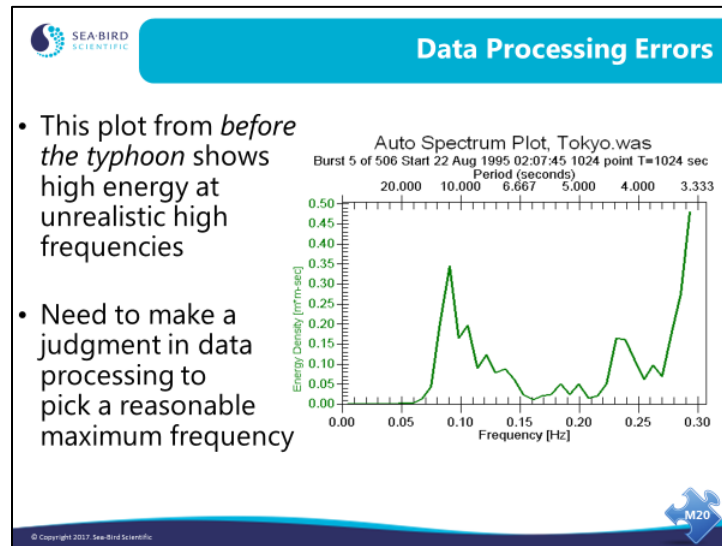 SEA-BIRD
SCIENTIFIC
Data Processing Errors
• This plot from before
the typhoon shows
high energy at
unrealistic high
frequencies
• Need to make a
judgment in data
processing to
pick a reasonable
maximum frequency
Auto Spectrum Plot, Tokyo.was
Burst 5 of 506 Start 22 Aug 1995 02:07:45 1024 point T=1024 sec
Period (seconds)
20.000 10.000 6.667 5.000 4.000 3.333
Energy Density [m*m-sec]
0.50
0.45
0.40
0.35
0.30
0.25
0.20
0.15
0.10
0.05
0.00
0.00 0.05 0.10 0.15 0.20 0.25 0.30
Frequency [Hz]
M20
© Copyright 2017. Sea-Bird Scientific